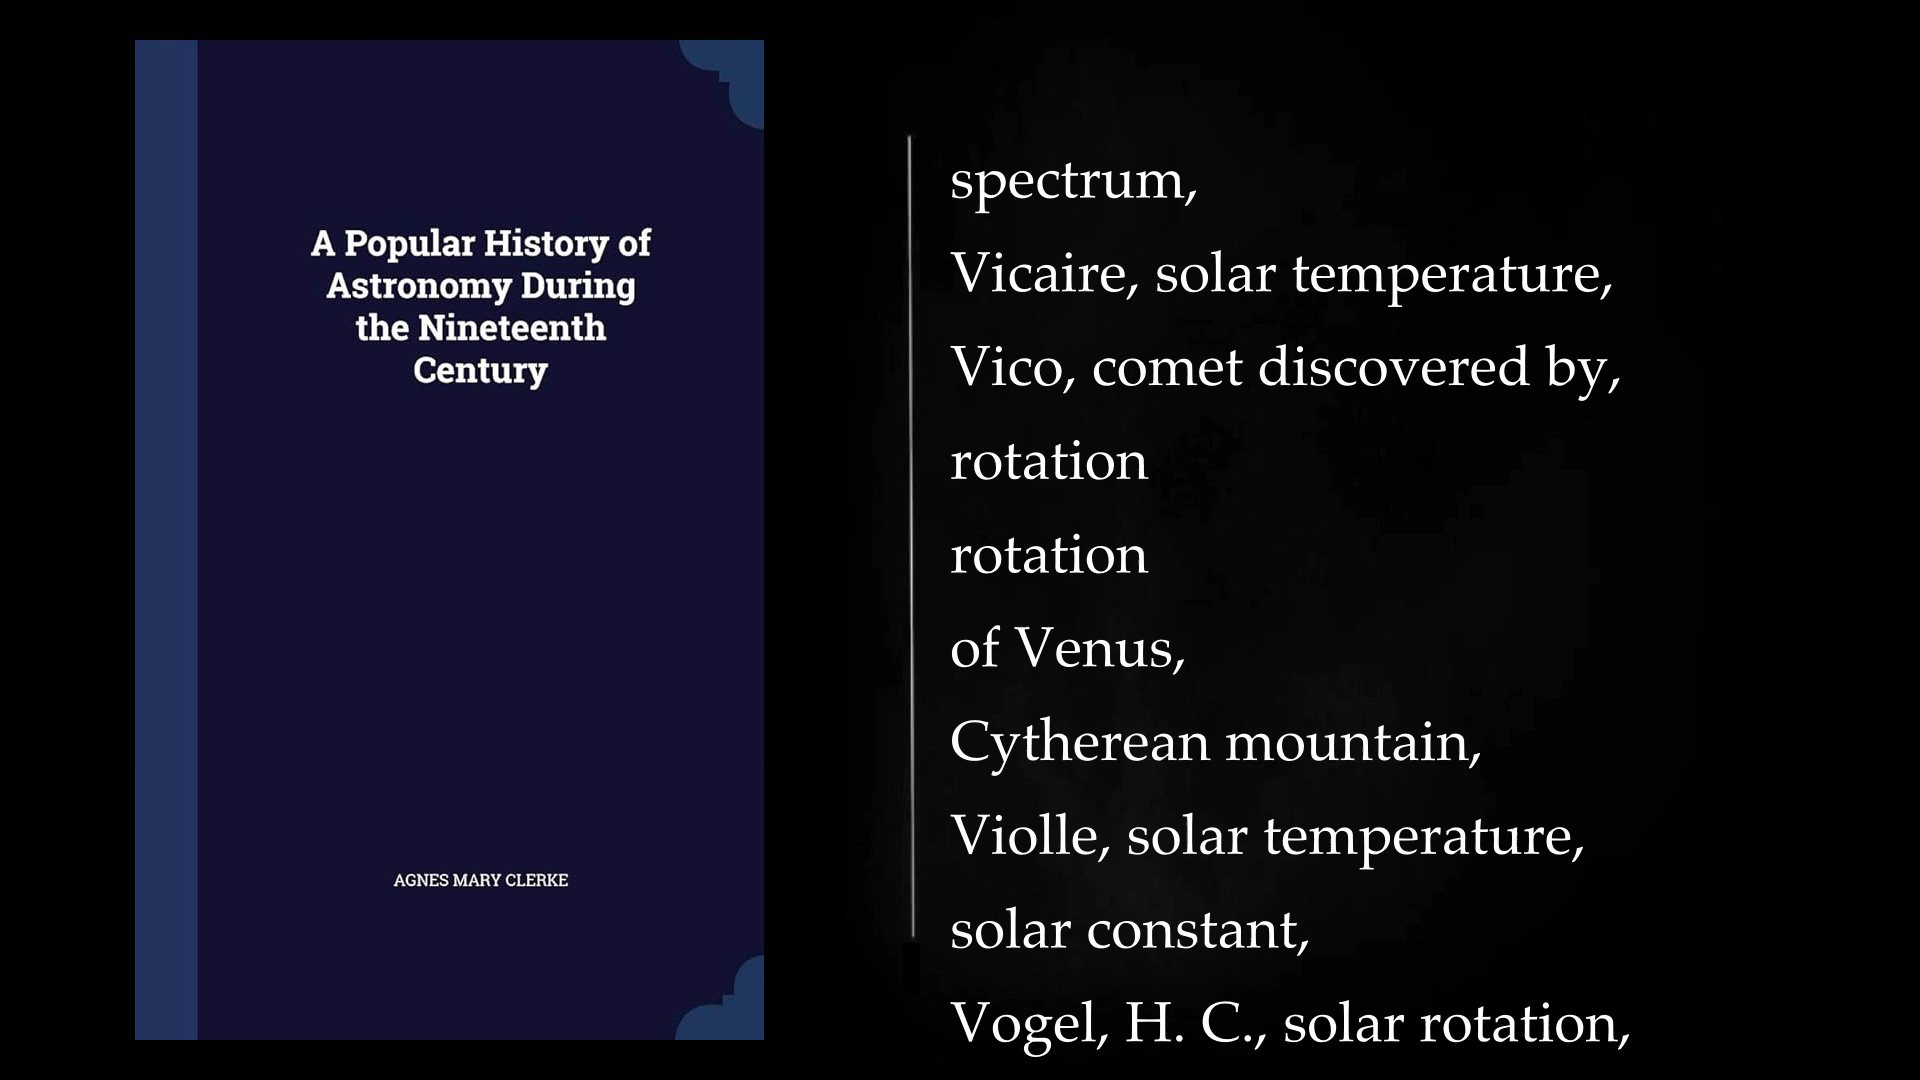 A Popular History of
Astronomy During
the Nineteenth
Century
AGNES MARY CLERKE
spectrum,
Vicaire, solar temperature,
Vico, comet discovered by,
rotation
rotation
of Venus,
Cytherean mountain,
Violle, solar temperature,
solar constant,
Vogel, H. C., solar rotation,